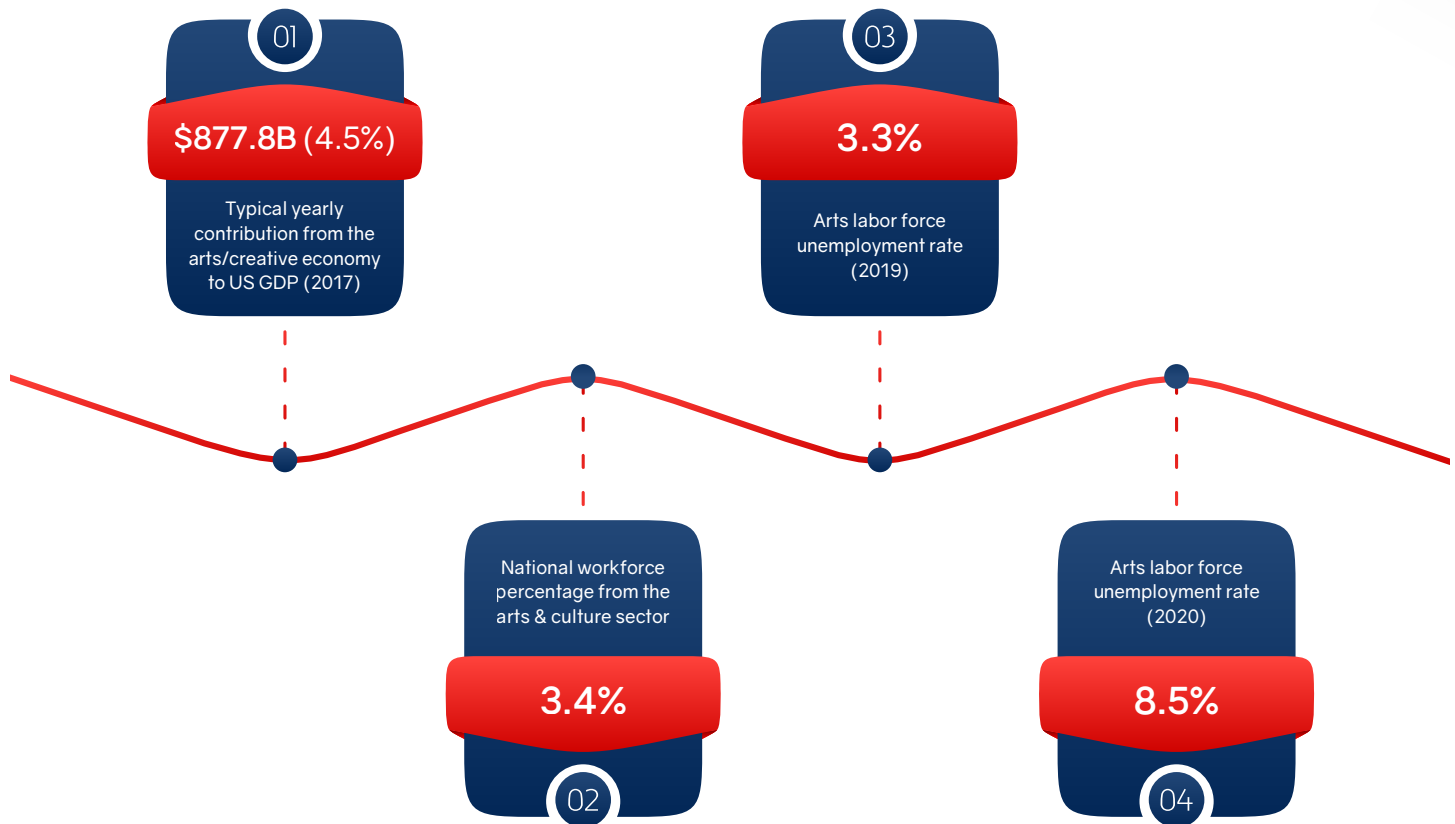 01
$877.8B (4.5%)
Typical yearly
contribution from the
arts/creative economy
to US GDP (2017)
National workforce
percentage from the
arts & culture sector
3.4%
02
03
3.3%
Arts labor force
unemployment rate
(2019)
Arts labor force
unemployment rate
(2020)
8.5%
04